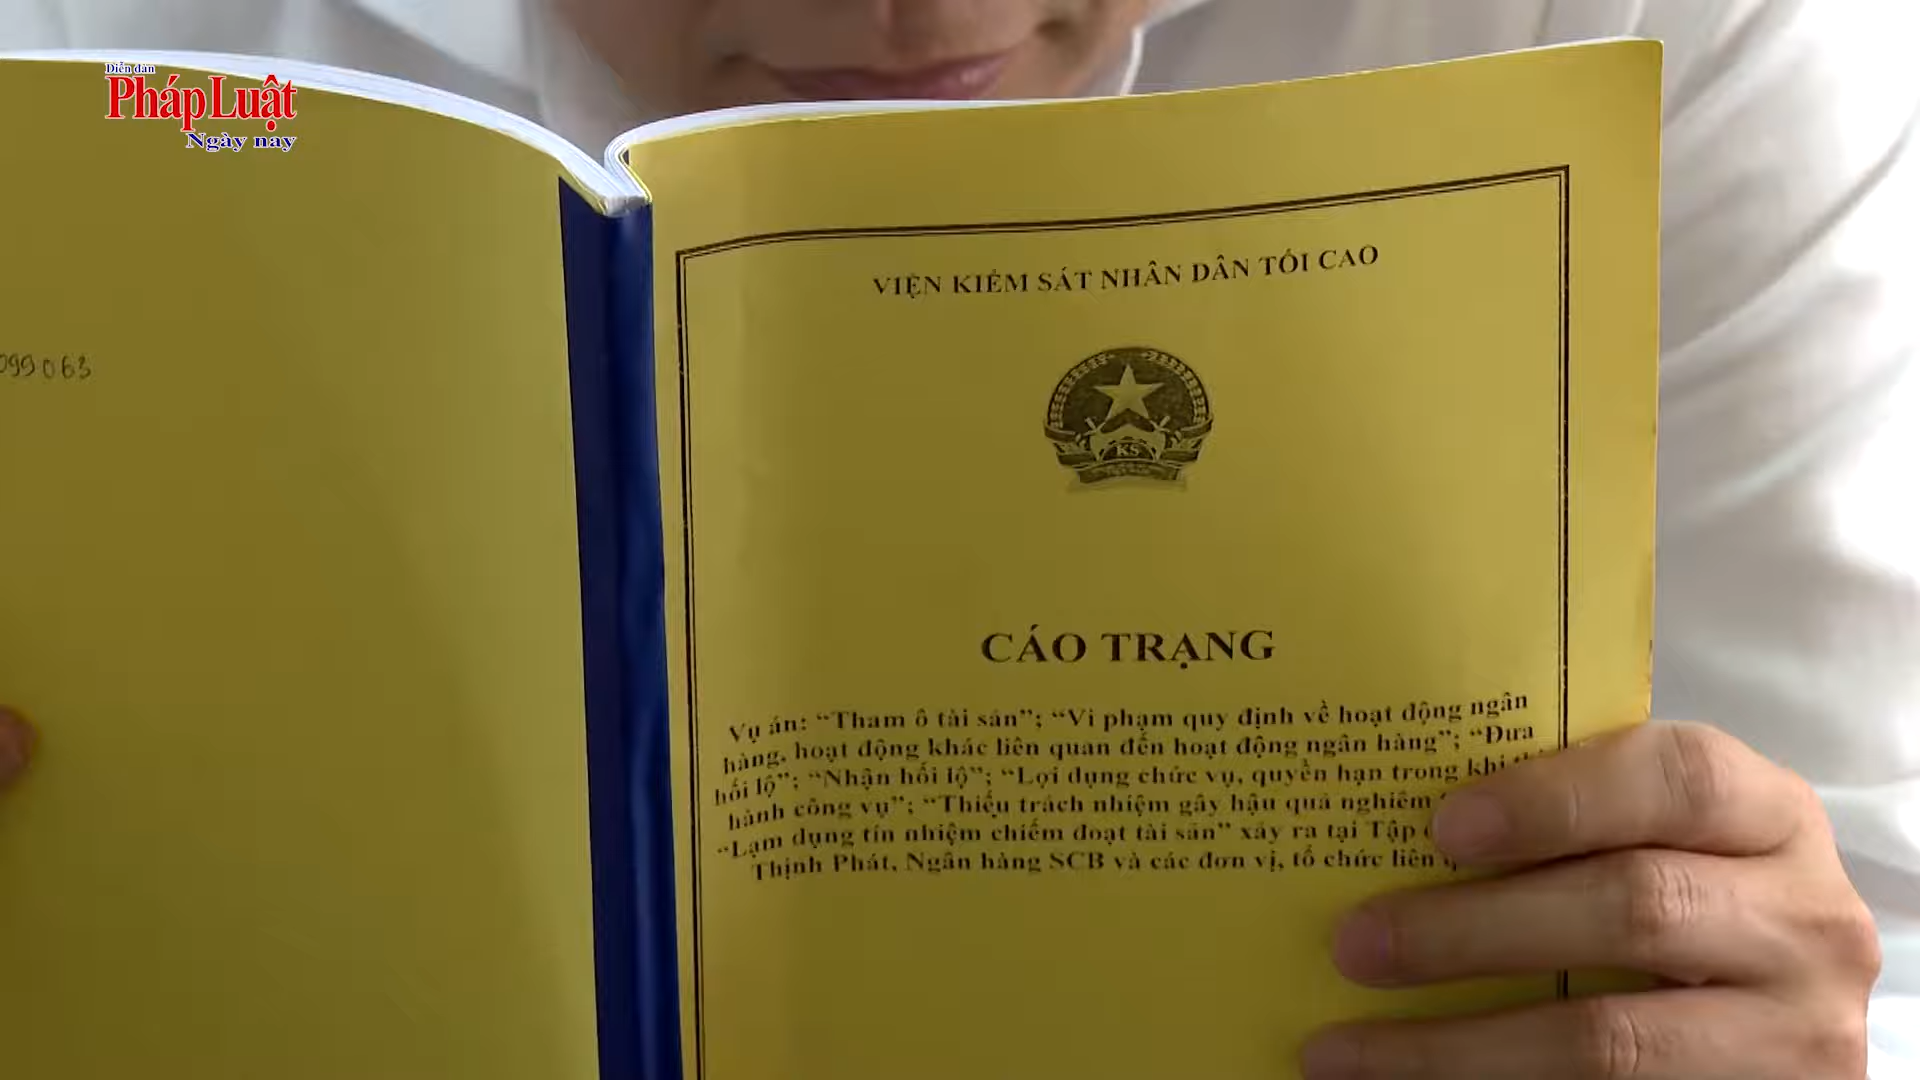 Diễn đàn
Pháp Luật
Ngày nay
099063
VIỆN KIỂM SÁT NHÂN DÂN TỐI CAO
KS
CÁO TRẠNG
Vụ án: “Tham ô tài sản”; “Vi phạm quy định về hoạt động ngân
hàng, hoạt động khác liên quan đến hoạt động ngân hàng”; “Đưa
hối lộ”; “Nhận hối lộ”; “Lợi dụng chức vụ, quyền hạn trong khi
hành công vụ”; “Thiếu trách nhiệm gây hậu quả nghiêm
“Lạm dụng tín nhiệm chiếm đoạt tài sản” xảy ra tại Tập
Thịnh Phát, Ngân hàng SCB và các đơn vị, tổ chức liên